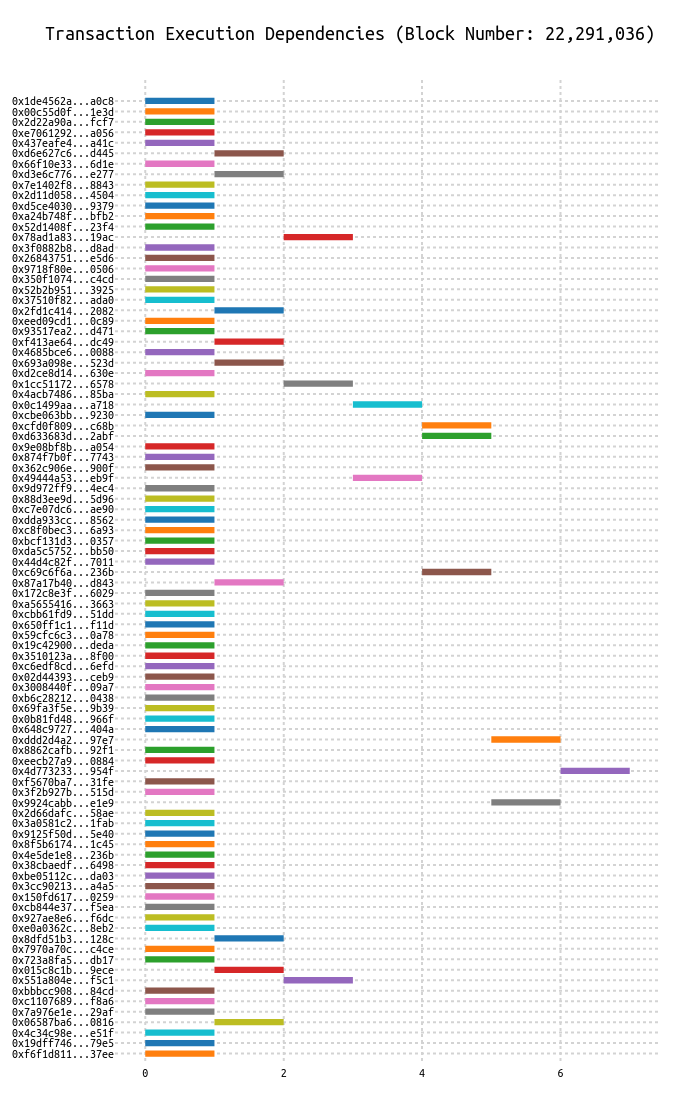 Transaction Execution Dependencies (Block Number: 22,291,036)
0x1de4562a...a0c8
0x00c55d0f...1e3d
0x2d22a90a...fcf7
0xe7061292...a056
0x437eafe4...a41c
0xd6e627c6...d445
0x66f10e33...6d1e
0xd3e6c776...e277
0x7e1402f8...8843
0x2d11d058...4504
0xd5ce4030...9379
0xa24b748f...bfb2
0x52d1408f...23f4
0x78ad1a83...19ac
0x3f0882b8...d8ad
0x26843751...e5d6
0x9718f80e...0506
0x350f1074...c4cd
0x52b2b951...3925
0x37510f82...ada0
0x2fd1c414...2082
0xeed09cd1...0c89
0x93517ea2...d471
0xf413ae64...dc49
0x4685bce6...0088
0x693a098e...523d
0xd2ce8d14...630e
0x1cc51172...6578
0x4acb7486...85ba
0x0c1499aa...a718
0xcbe063bb...9230
0xcfd0f809...c68b
0xd633683d...2abf
0x9e08bf8b...a054
0x874f7b0f...7743
0x362c906e...900f
0x49444a53...eb9f
0x9d972ff9...4ec4
0x88d3ee9d...5d96
0xc7e07dc6...ae90
0xdda933cc...8562
0xc8f0bec3...6a93
0xbcf131d3...0357
0xda5c5752...bb50
0x44d4c82f...7011
0xc69c6f6a...236b
0x87a17b40...d843
0x172c8e3f...6029
0xa5655416...3663
0xcbb61fd9...51dd
0x650ff1c1...f11d
0x59cfc6c3...0a78
0x19c42900...deda
0x3510123a...8f00
0xc6edf8cd...6efd
0x02d44393...ceb9
0x3008440f...09a7
0xb6c28212...0438
0x69fa3f5e...9b39
0x0b81fd48...966f
0x648c9727...404a
0xddd2d4a2...97e7
0x8862cafb...92f1
0xeecb27a9...0884
0x4d773233...954f
0xf5670ba7...31fe
0x3f2b927b...515d
0x9924cabb...e1e9
0x2d66dafc...58ae
0x3a0581c2...1fab
0x9125f50d...5e40
0x8f5b6174...1c45
0x4e5de1e8...236b
0x38cbaedf...6498
0xbe05112c...da03
0x3cc90213...a4a5
0x150fd617...0259
0xcb844e37...f5ea
0x927ae8e6...f6dc
0xe0a0362c...8eb2
0x8dfd51b3...128c
0x7970a70c...c4ce
0x723a8fa5...db17
0x015c8c1b...9ece
0x551a804e...f5c1
0xbbbcc908...84cd
0xc1107689...f8a6
0x7a976e1e...29af
0x06587ba6...0816
0x4c34c98e...e51f
0x19dff746...79e5
0xf6f1d811...37ee
0 2 4 6